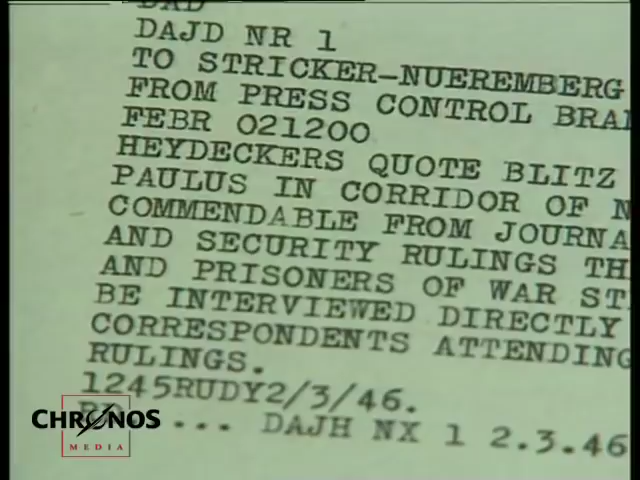 DAD
DAJD NR 1
TO STRICKER-NUEREMBERG
FROM PRESS CONTROL BRA
FEBR 021200
HEYDECKERS QUOTE BLITZ
PAULUS IN CORRIDOR OF N
COMMENDABLE FROM JOURNA
AND SECURITY RULINGS TH
AND PRISONERS OF WAR ST
BE INTERVIEWED DIRECTLY
CORRESPONDENTS ATTENDING
RULINGS.
1245RUDY2/3/46.
... DAJH NX 1 2.3.46
CHRONOS
MEDIA